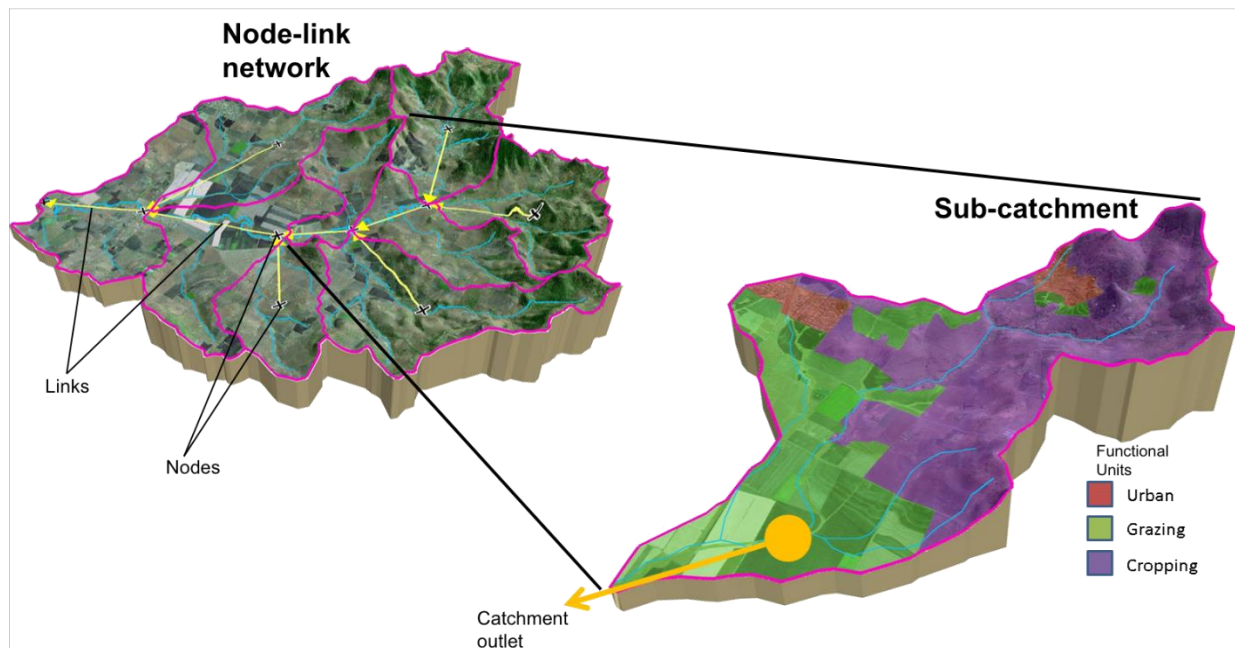 Node-link
network
Sub-catchment
Links
Nodes
Functional
Units
Urban
Grazing
Cropping
Catchment
outlet